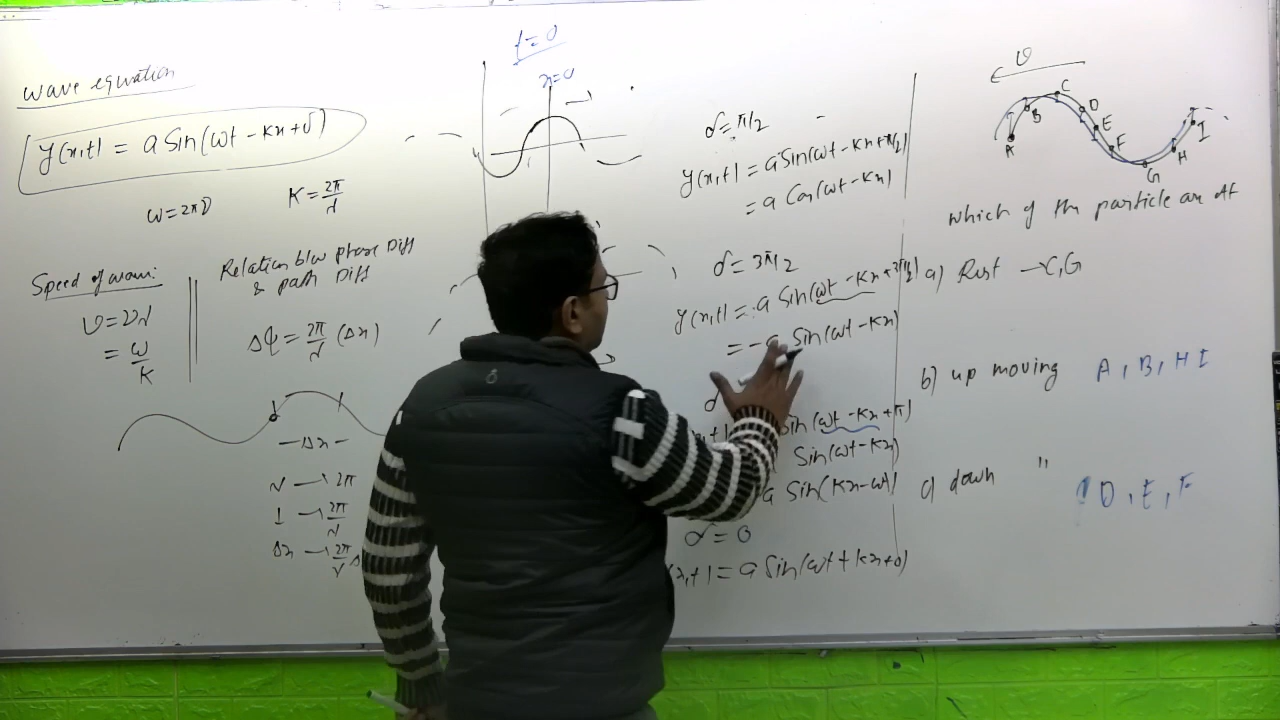 wave equation
y(x,t) = a Sin(ωt - Kx + δ)
ω = 2πν
K = 2π/λ
Speed of wave:
υ = νλ
= ω/K
Relation b/w phase Diff
& path Diff
Δφ = 2π/λ (Δx)
-Δx-
λ → 2π
1 → 2π/λ
Δx → 2π/λ Δ
t = 0
x=0
δ = π/2
y(x,t) = a Sin(ωt - Kx + π/2)
= a Cos(ωt - Kx)
δ = 3π/2
y(x,t) = a Sin(ωt - Kx + 3π/2)
= -a Sin(ωt - Kx)
δ
Sin(ωt - Kx + π)
Sin(ωt - Kx)
a Sin(Kx - ωt)
δ = 0
(x,t) = a Sin(ωt + Kx + 0)
υ
A B C D E F G H I
which of the particle are At
a) Rest - C, G
b) up moving A, B, H I
c) down " D, E, F